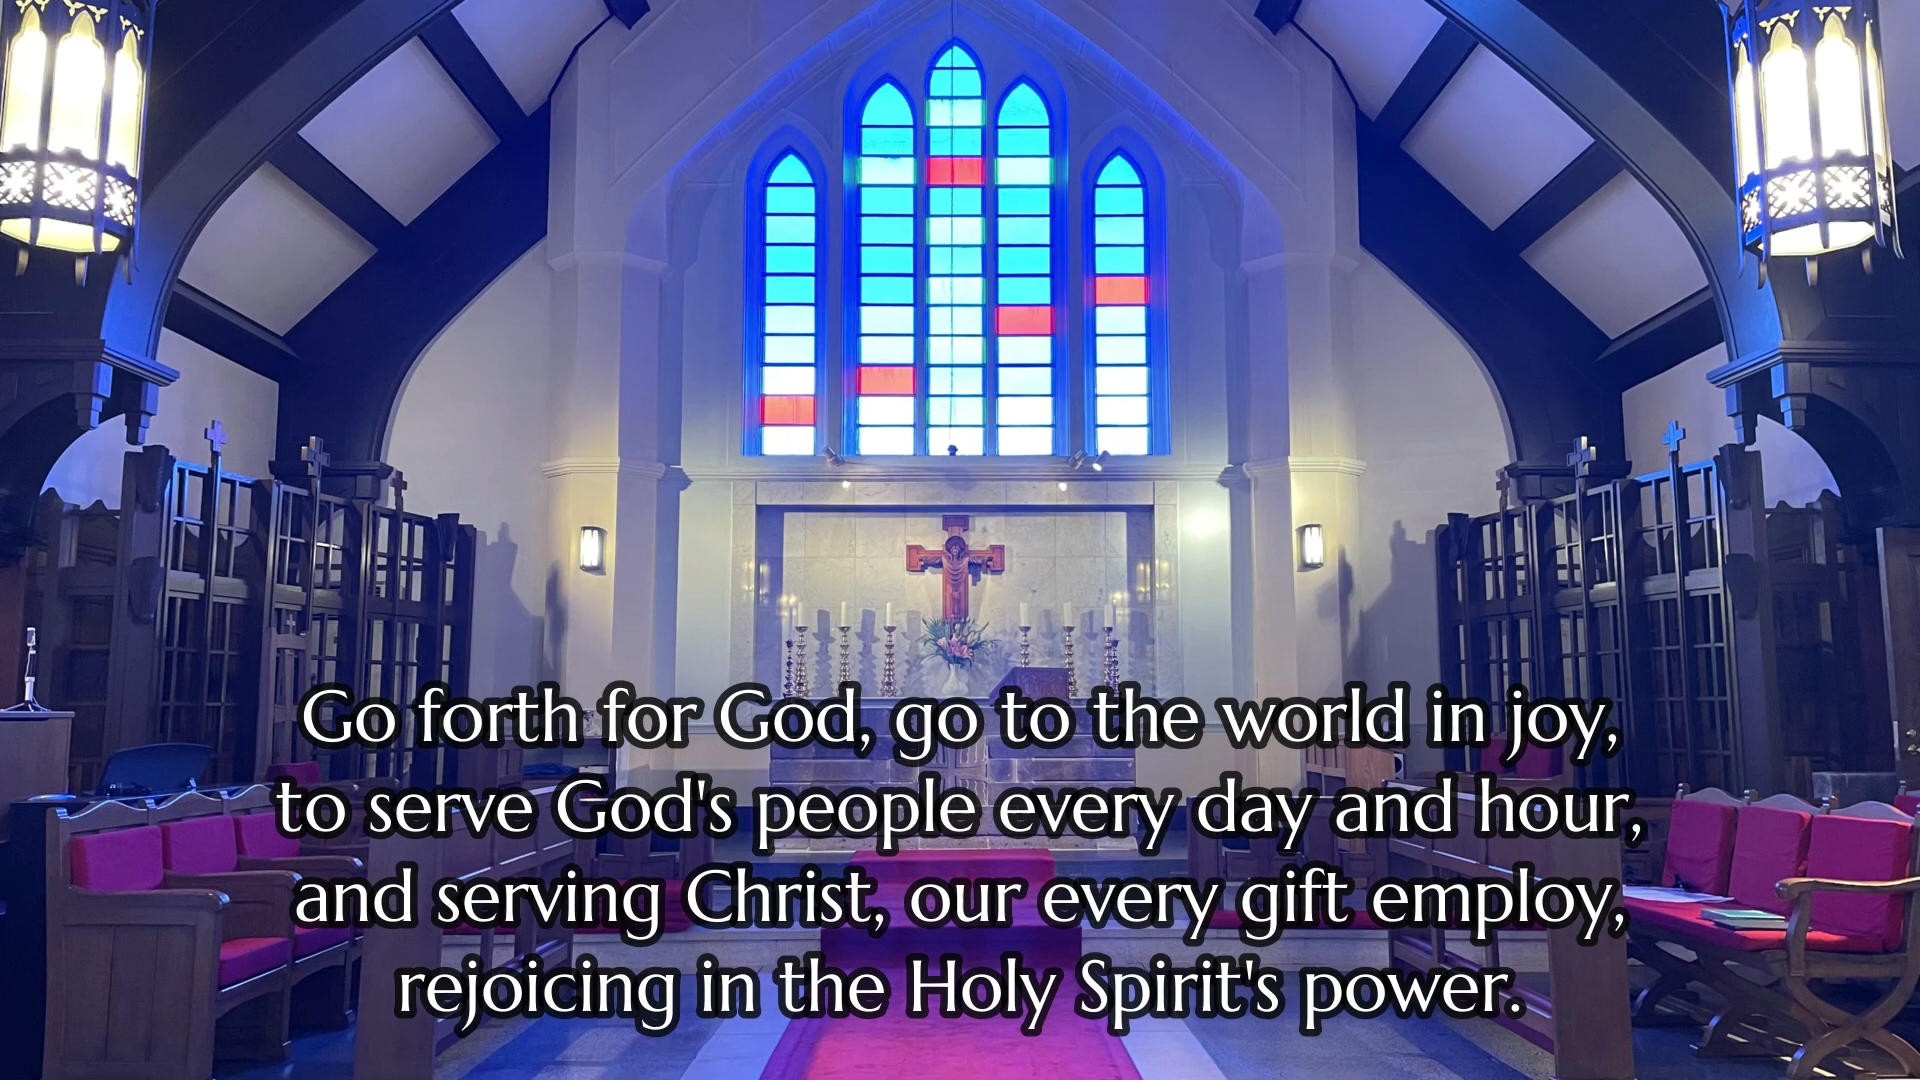 Go forth for God, go to the world in joy,
to serve God's people every day and hour,
and serving Christ, our every gift employ,
rejoicing in the Holy Spirit's power.